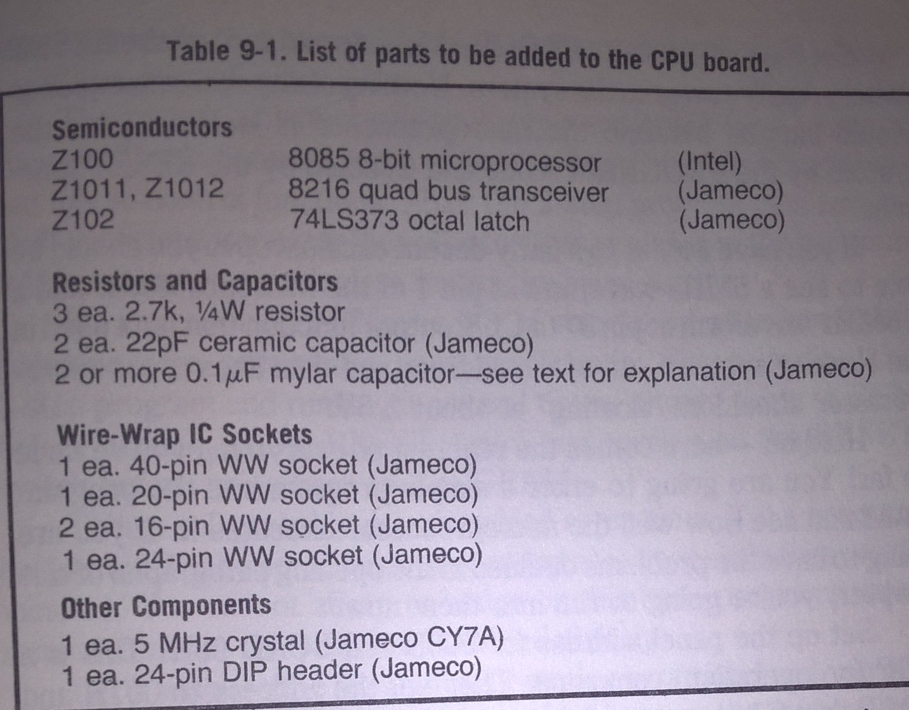 Table 9-1. List of parts to be added to the CPU board.
Semiconductors
Z100 8085 8-bit microprocessor (Intel)
Z1011, Z1012 8216 quad bus transceiver (Jameco)
Z102 74LS373 octal latch (Jameco)
Resistors and Capacitors
3 ea. 2.7k, ¼W resistor
2 ea. 22pF ceramic capacitor (Jameco)
2 or more 0.1μF mylar capacitor—see text for explanation (Jameco)
Wire-Wrap IC Sockets
1 ea. 40-pin WW socket (Jameco)
1 ea. 20-pin WW socket (Jameco)
2 ea. 16-pin WW socket (Jameco)
1 ea. 24-pin WW socket (Jameco)
Other Components
1 ea. 5 MHz crystal (Jameco CY7A)
1 ea. 24-pin DIP header (Jameco)